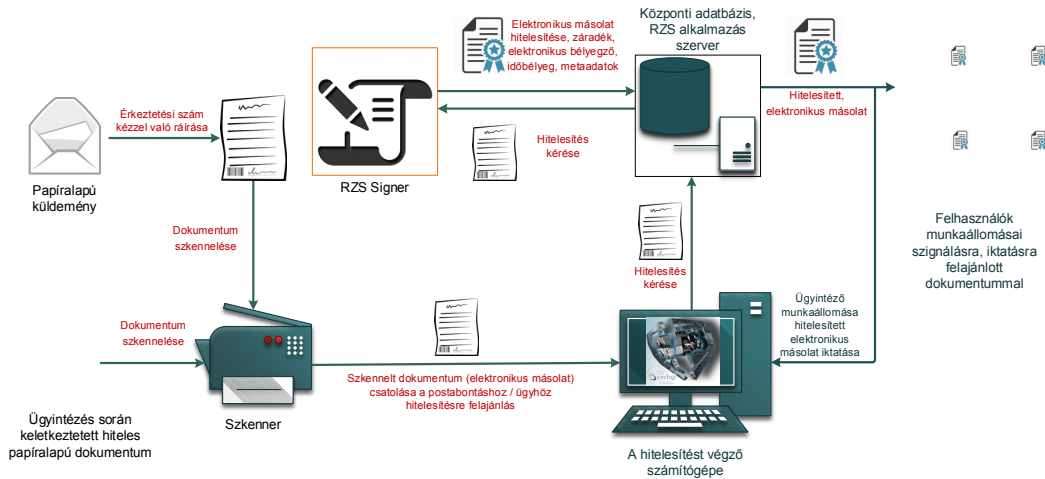 Elektronikus másolat
hitelesítése, záradék,
elektronikus bélyegző,
időbélyeg, metaadatok
Központi adatbázis,
RZS alkalmazás
szerver
Érkeztetési szám
kézzel való ráírása
Hitelesített,
elektronikus másolat
Hitelesítés
kérése
Papíralapú
küldemény
RZS Signer
Dokumentum
szkennelése
Hitelesítés
kérése
Felhasználók
munkaállomásai
szignálásra, iktatásra
felajánlott
dokumentummal
Dokumentum
szkennelése
Ügyintéző
munkaállomása
hitelesített
elektronikus
másolat iktatása
Szkennelt dokumentum (elektronikus másolat)
csatolása a postabontáshoz / ügyhöz
hitelesítésre felajánlás
Ügyintézés során
keletkeztetett hiteles
papíralapú dokumentum
Szkenner
A hitelesítést végző
számítógépe